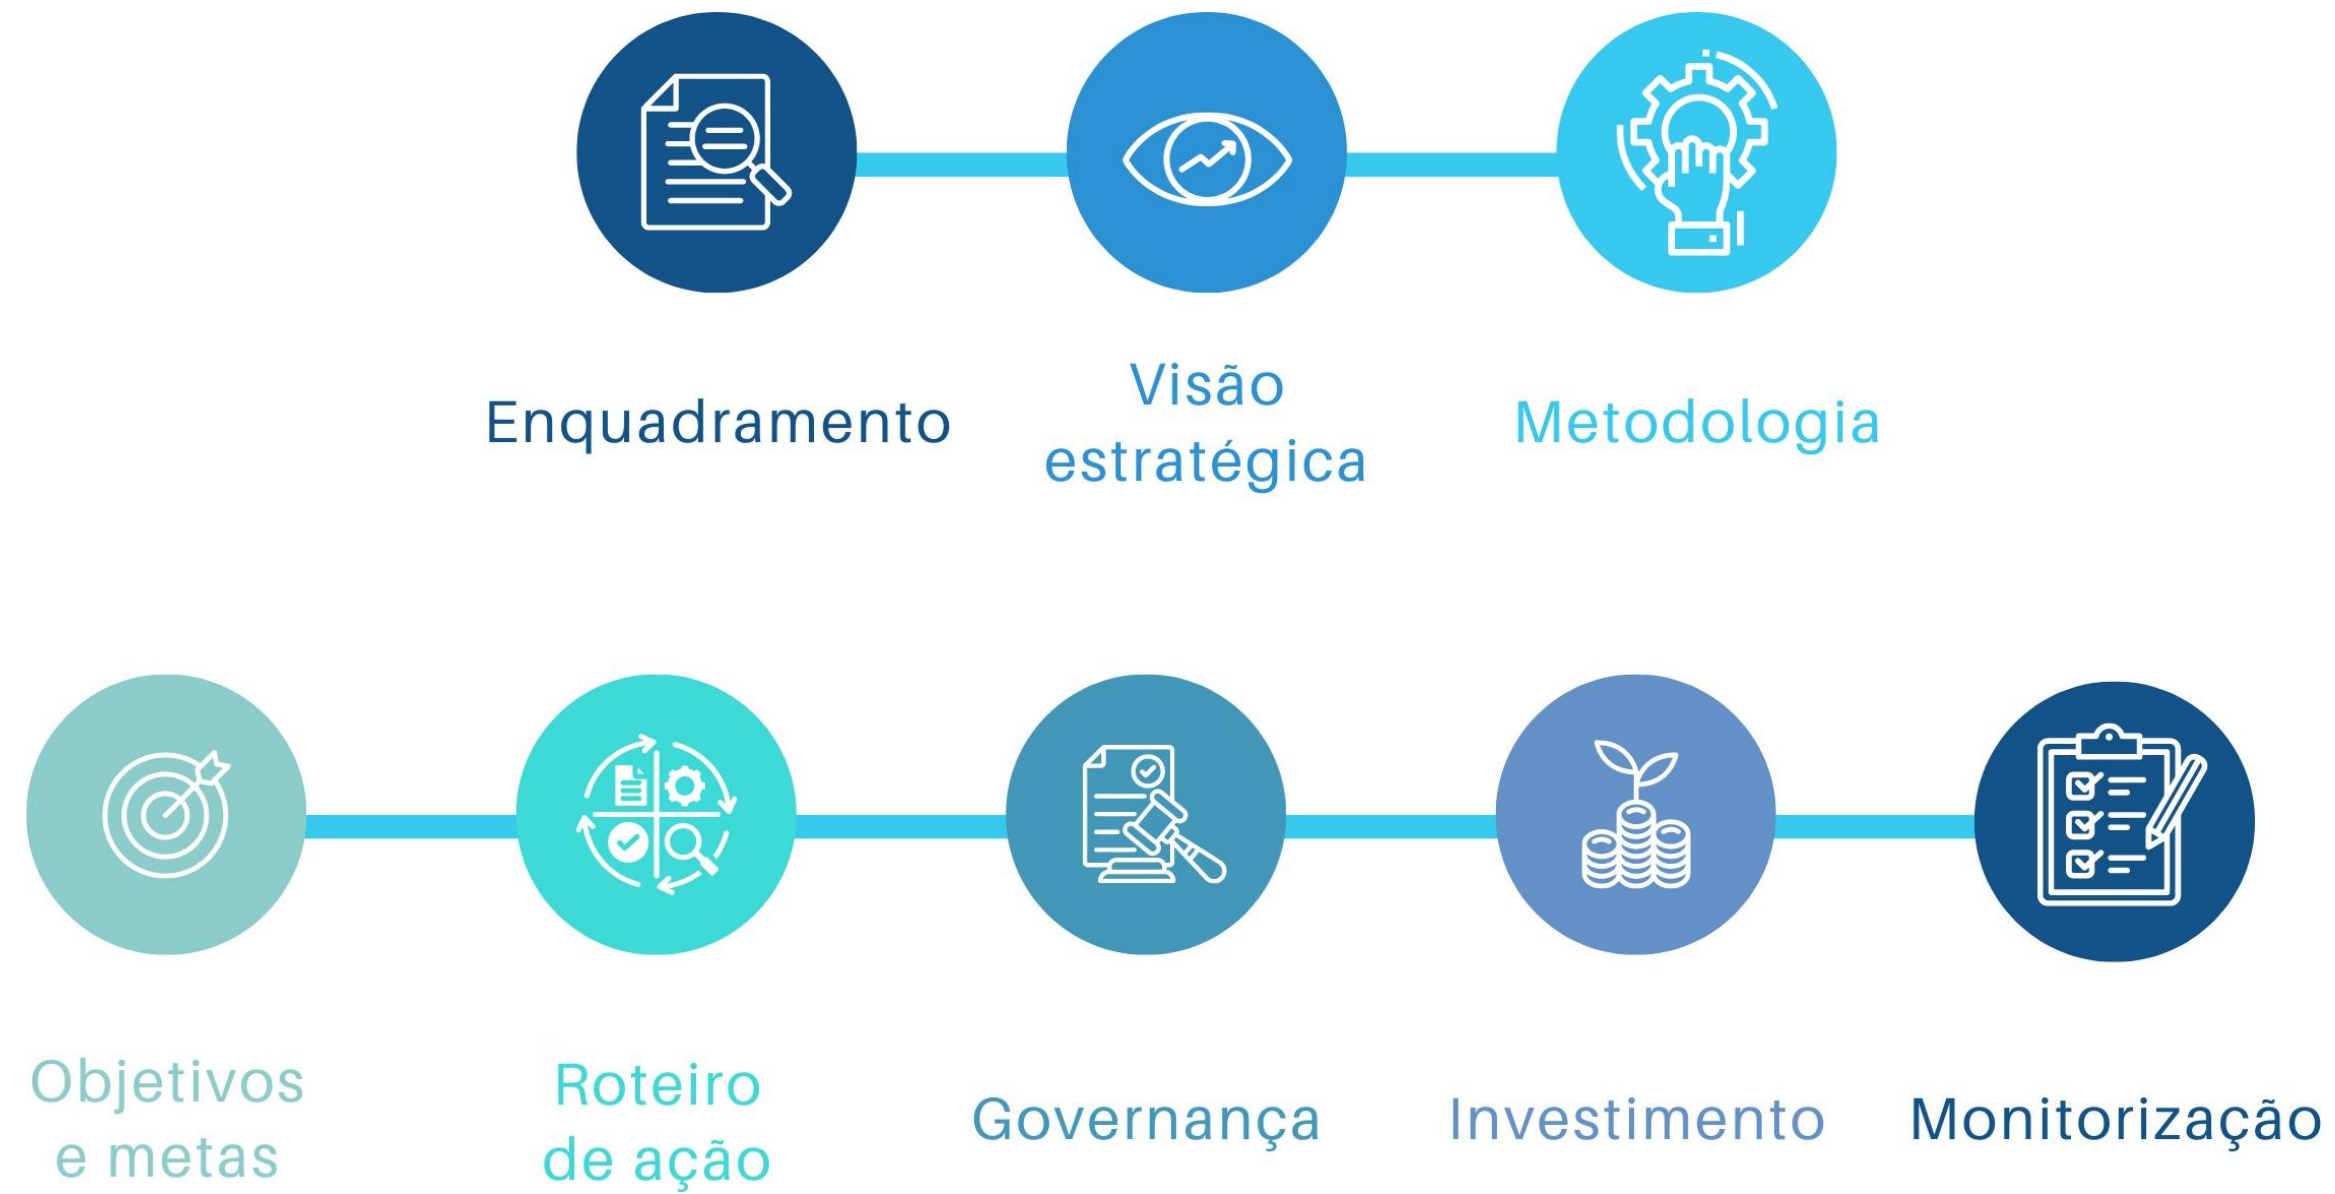 Enquadramento
Visão
estratégica
Metodologia
Objetivos
e metas
Roteiro
de ação
Governança
Investimento
Monitorização